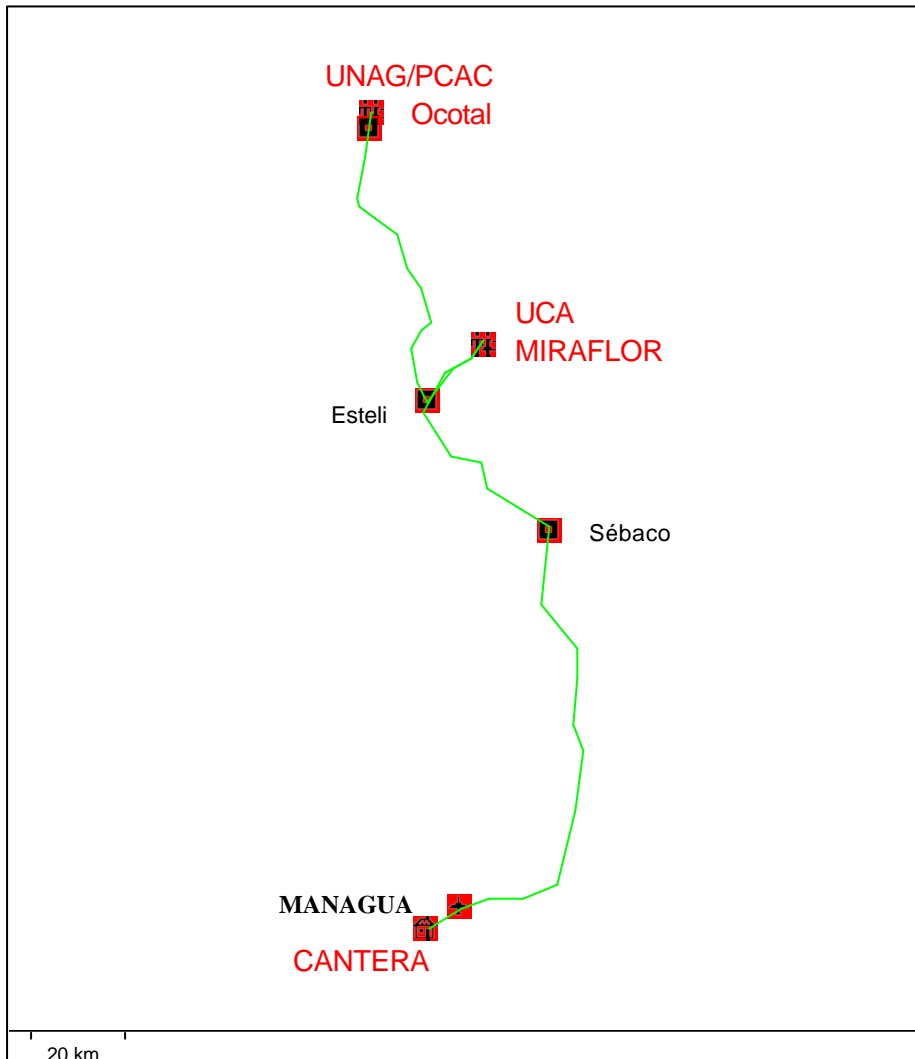 UNAG/PCAC
Ocotal
UCA
MIRAFLOR
Esteli
Sébaco
MANAGUA
CANTERA
20 km